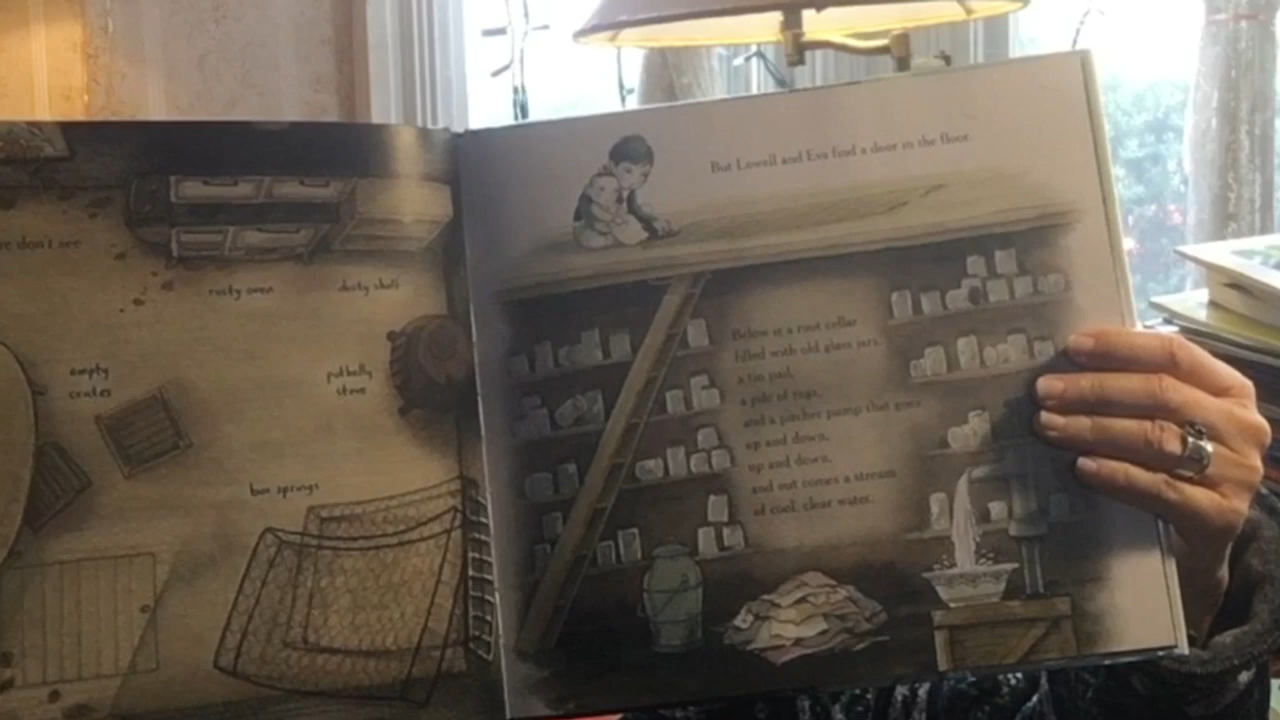 don't see
rusty oven
dusty shelf
empty
crates
potbelly
stove
box springs
But Lowell and Eva find a door in the floor.
Below is a root cellar
filled with old glass jars,
a tin pail,
a pile of rags,
and a pitcher pump that goes
up and down,
up and down,
and out comes a stream
of cool, clear water.